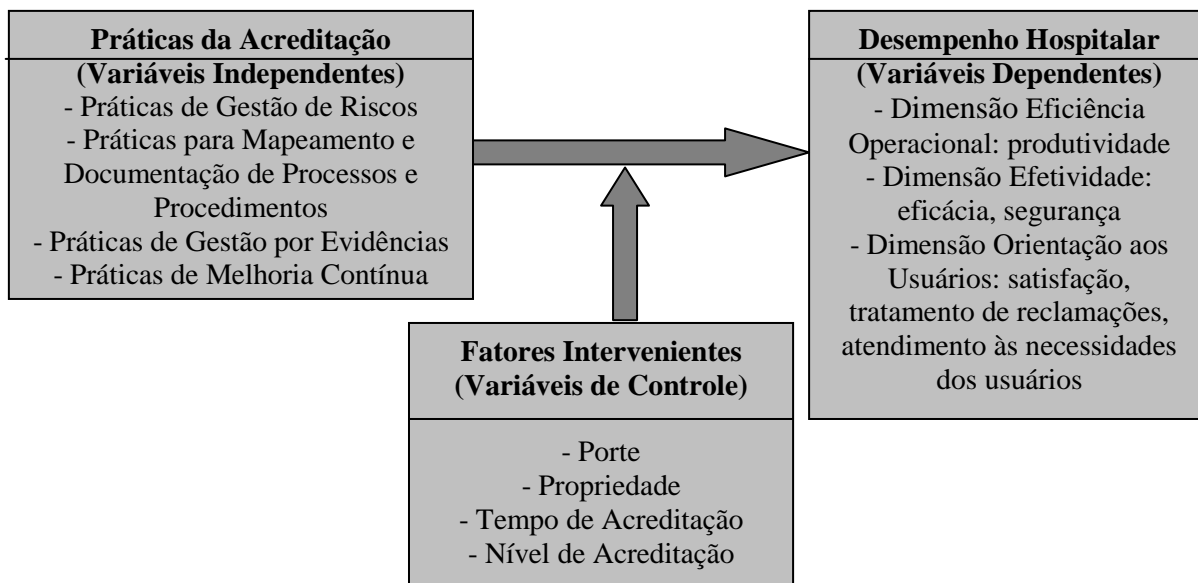 Práticas da Acreditação
(Variáveis Independentes)
- Práticas de Gestão de Riscos
- Práticas para Mapeamento e
Documentação de Processos e
Procedimentos
- Práticas de Gestão por Evidências
- Práticas de Melhoria Contínua
Desempenho Hospitalar
(Variáveis Dependentes)
- Dimensão Eficiência
Operacional: produtividade
- Dimensão Efetividade:
eficácia, segurança
- Dimensão Orientação aos
Usuários: satisfação,
tratamento de reclamações,
atendimento às necessidades
dos usuários
Fatores Intervenientes
(Variáveis de Controle)
- Porte
- Propriedade
- Tempo de Acreditação
- Nível de Acreditação